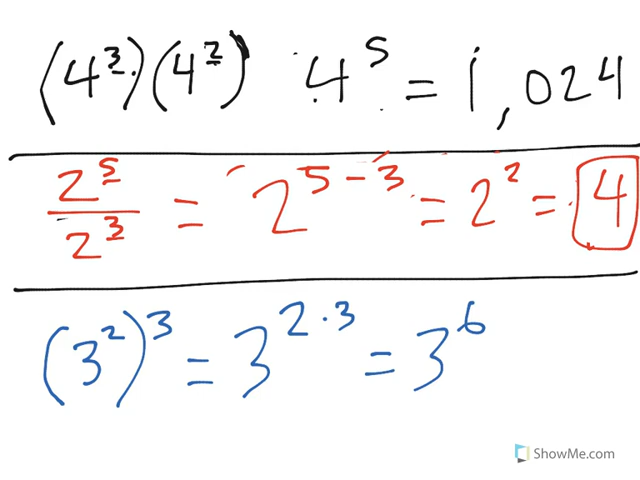 (4³)(4²) 4⁵ = 1,024
2⁵/2³ = 2⁵⁻³ = 2² = 4
(3²)³ = 3²·³ = 3⁶
ShowMe.com